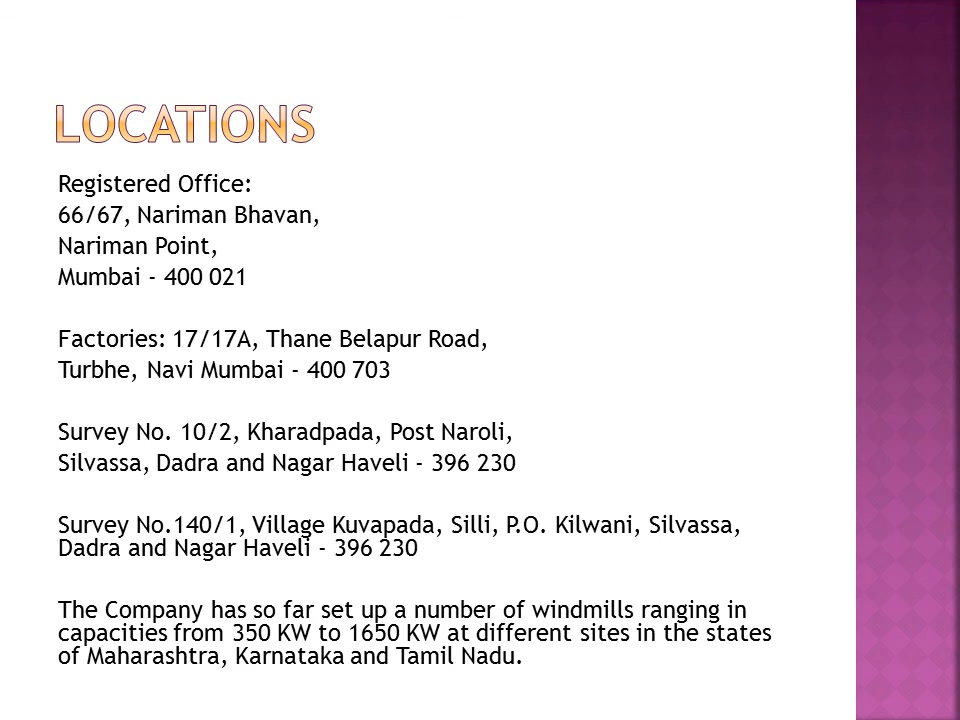 LOCATIONS
Registered Office:
66/67, Nariman Bhavan,
Nariman Point,
Mumbai - 400 021
Factories: 17/17A, Thane Belapur Road,
Turbhe, Navi Mumbai - 400 703
Survey No. 10/2, Kharadpada, Post Naroli,
Silvassa, Dadra and Nagar Haveli - 396 230
Survey No.140/1, Village Kuvapada, Silli, P.O. Kilwani, Silvassa,
Dadra and Nagar Haveli - 396 230
The Company has so far set up a number of windmills ranging in
capacities from 350 KW to 1650 KW at different sites in the states
of Maharashtra, Karnataka and Tamil Nadu.